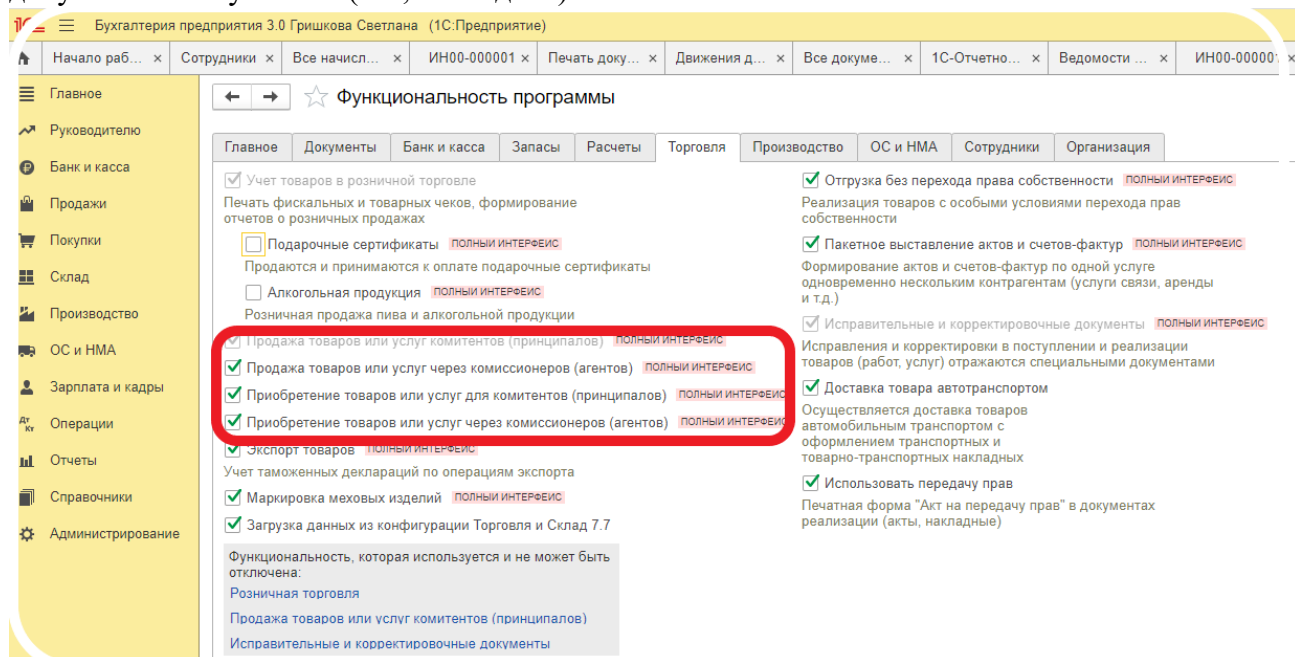 Бухгалтерия предприятия 3.0 Гришкова Светлана (1С:Предприятие)
Начало раб... × Сотрудники × Все начисл... × ИН00-000001 × Печать доку... × Движения д... × Все докуме... × 1С-Отчетно... × Ведомости ... × ИН00-000001 ×
Главное
Руководителю
Банк и касса
Продажи
Покупки
Склад
Производство
ОС и НМА
Зарплата и кадры
Операции
Отчеты
Справочники
Администрирование
Функциональность программы
Главное Документы Банк и касса Запасы Расчеты Торговля Производство ОС и НМА Сотрудники Организация
Учет товаров в розничной торговле
Печать фискальных и товарных чеков, формирование
отчетов о розничных продажах
Подарочные сертификаты ПОЛНЫЙ ИНТЕРФЕЙС
Продаются и принимаются к оплате подарочные сертификаты
Алкогольная продукция ПОЛНЫЙ ИНТЕРФЕЙС
Розничная продажа пива и алкогольной продукции
Продажа товаров или услуг комитентов (принципалов) ПОЛНЫЙ ИНТЕРФЕЙС
Продажа товаров или услуг через комиссионеров (агентов) ПОЛНЫЙ ИНТЕРФЕЙС
Приобретение товаров или услуг для комитентов (принципалов) ПОЛНЫЙ ИНТЕРФЕЙС
Приобретение товаров или услуг через комиссионеров (агентов) ПОЛНЫЙ ИНТЕРФЕЙС
Экспорт товаров ПОЛНЫЙ ИНТЕРФЕЙС
Учет таможенных деклараций по операциям экспорта
Маркировка меховых изделий ПОЛНЫЙ ИНТЕРФЕЙС
Загрузка данных из конфигурации Торговля и Склад 7.7
Функциональность, которая используется и не может быть
отключена:
Розничная торговля
Продажа товаров или услуг комитентов (принципалов)
Исправительные и корректировочные документы
Отгрузка без перехода права собственности ПОЛНЫЙ ИНТЕРФЕЙС
Реализация товаров с особыми условиями перехода прав
собственности
Пакетное выставление актов и счетов-фактур ПОЛНЫЙ ИНТЕРФЕЙС
Формирование актов и счетов-фактур по одной услуге
одновременно нескольким контрагентам (услуги связи, аренды
и т.д.)
Исправительные и корректировочные документы ПОЛНЫЙ ИНТЕРФЕЙС
Исправления и корректировки в поступлении и реализации
товаров (работ, услуг) отражаются специальными документами
Доставка товара автотранспортом
Осуществляется доставка товаров
автомобильным транспортом с
оформлением транспортных и
товарно-транспортных накладных
Использовать передачу прав
Печатная форма "Акт на передачу прав" в документах
реализации (акты, накладные)